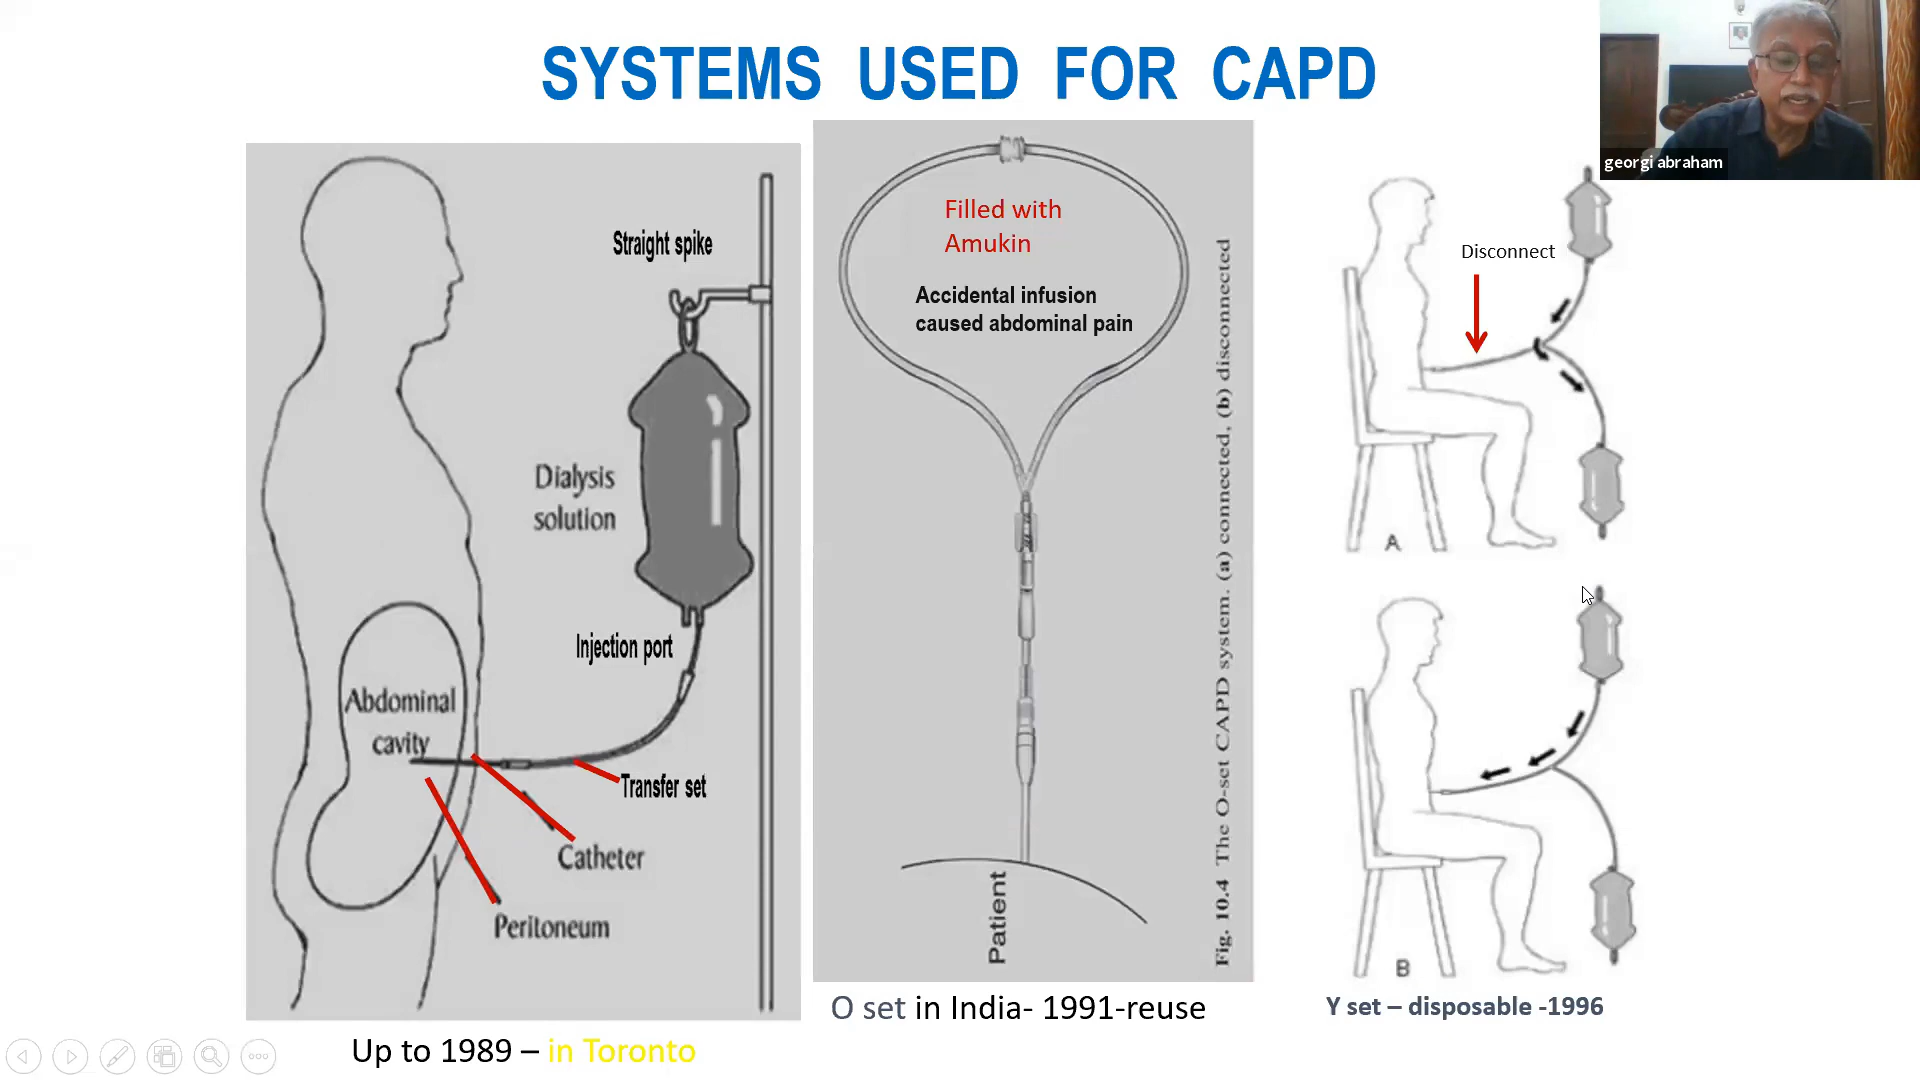 SYSTEMS USED FOR CAPD
georgi abraham
Straight spike
Dialysis
solution
Injection port
Abdominal
cavity
Transfer set
Catheter
Peritoneum
Up to 1989 – in Toronto
Filled with
Amukin
Accidental infusion
caused abdominal pain
Patient
Fig. 10.4 The O-set CAPD system. (a) connected, (b) disconnected
O set in India- 1991-reuse
Disconnect
A
B
Y set – disposable -1996